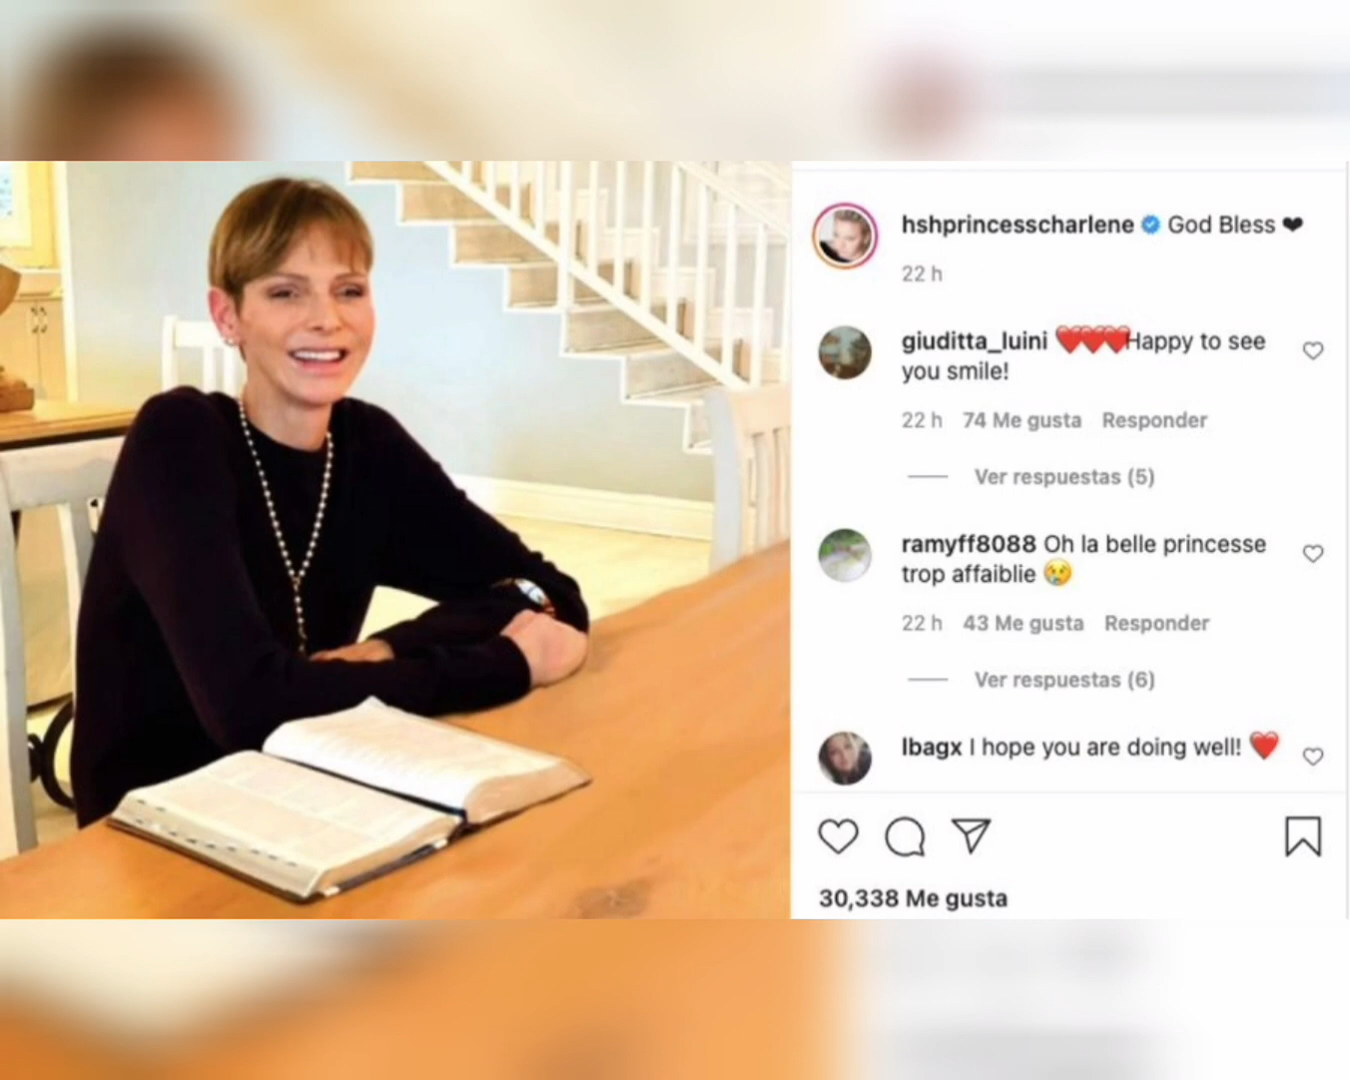 hshprincesscharlene God Bless ❤
22 h
giuditta_luini ❤️❤️❤️Happy to see
you smile!
22 h 74 Me gusta Responder
Ver respuestas (5)
ramyff8088 Oh la belle princesse
trop affaiblie 😢
22 h 43 Me gusta Responder
Ver respuestas (6)
lbagx I hope you are doing well! ❤️
30,338 Me gusta